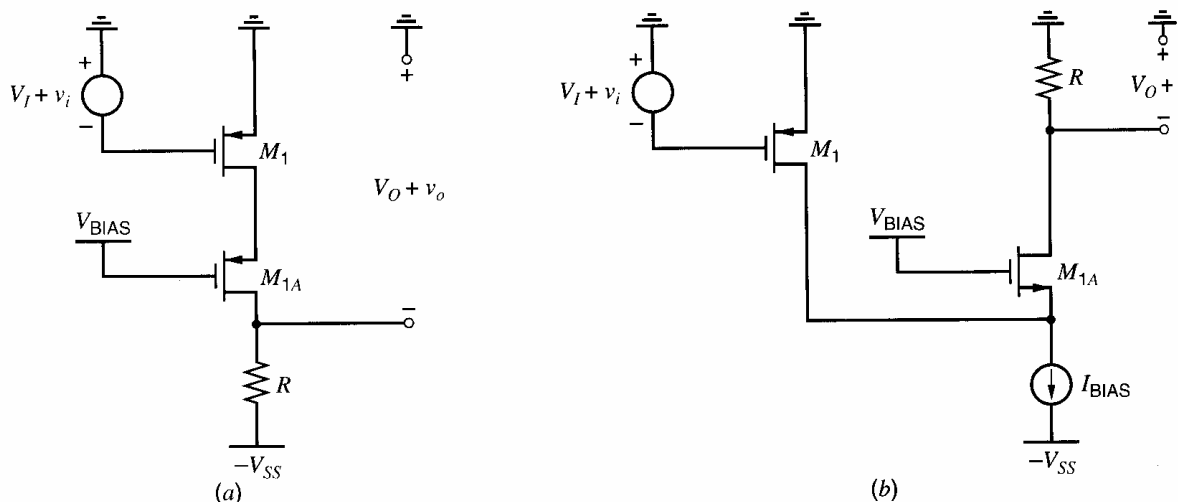 +
V_I + v_i
−
M_1
V_BIAS
M_1A
R
−V_SS
+
V_O + v_o
−
(a)
+
V_I + v_i
−
M_1
V_BIAS
M_1A
R
+
V_O +
−
I_BIAS
−V_SS
(b)